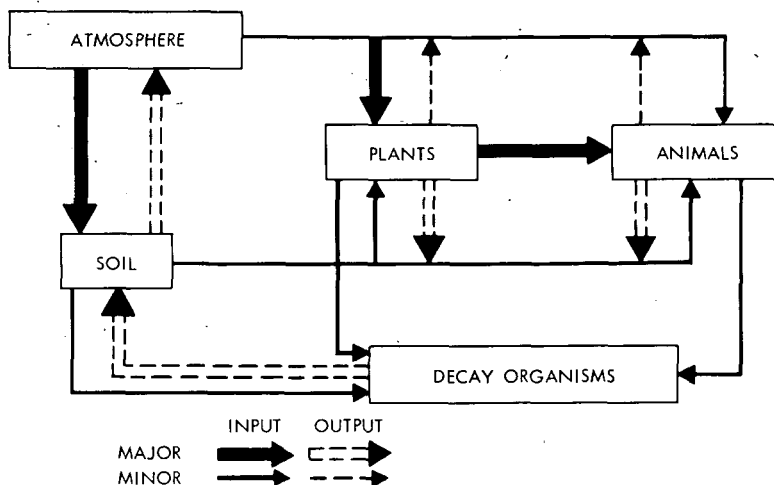 ATMOSPHERE
PLANTS
ANIMALS
SOIL
DECAY ORGANISMS
INPUT OUTPUT
MAJOR
MINOR